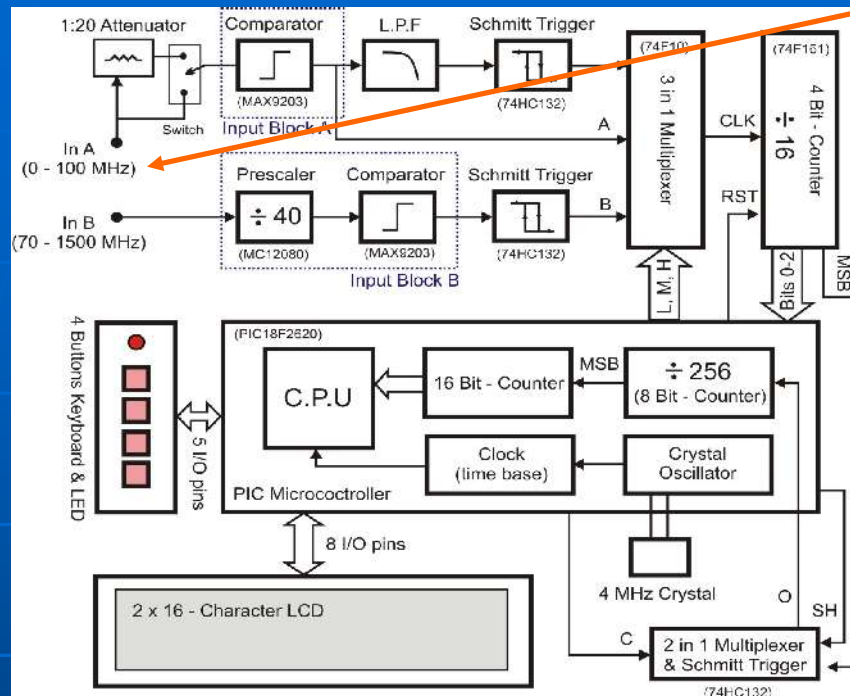 1:20 Attenuator
Comparator
L.P.F
Schmitt Trigger
(MAX9203)
(74HC132)
Switch
Input Block A
In A
(0 - 100 MHz)
A
(74F10)
3 in 1 Multiplexer
CLK
RST
(74F161)
4 Bit - Counter
÷ 16
Prescaler
Comparator
Schmitt Trigger
÷ 40
B
(MC12080)
(MAX9203)
(74HC132)
In B
(70 - 1500 MHz)
Input Block B
L, M, H
Bits 0-2
MSB
4 Buttons Keyboard & LED
5 I/O pins
(PIC18F2620)
C.P.U
16 Bit - Counter
MSB
÷ 256
(8 Bit - Counter)
Clock
(time base)
Crystal
Oscillator
PIC Micrococtroller
8 I/O pins
4 MHz Crystal
O
SH
C
2 x 16 - Character LCD
2 in 1 Multiplexer
& Schmitt Trigger
(74HC132)